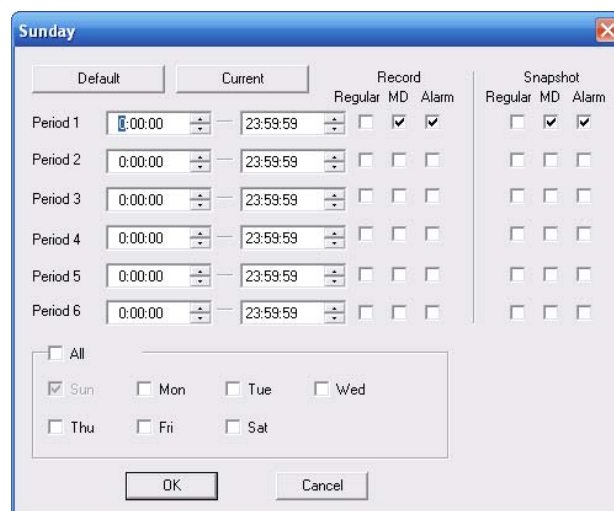 Sunday
Default Current Record Snapshot
Regular MD Alarm Regular MD Alarm
Period 1 0:00:00 23:59:59
Period 2 0:00:00 23:59:59
Period 3 0:00:00 23:59:59
Period 4 0:00:00 23:59:59
Period 5 0:00:00 23:59:59
Period 6 0:00:00 23:59:59
All
Sun Mon Tue Wed
Thu Fri Sat
OK Cancel